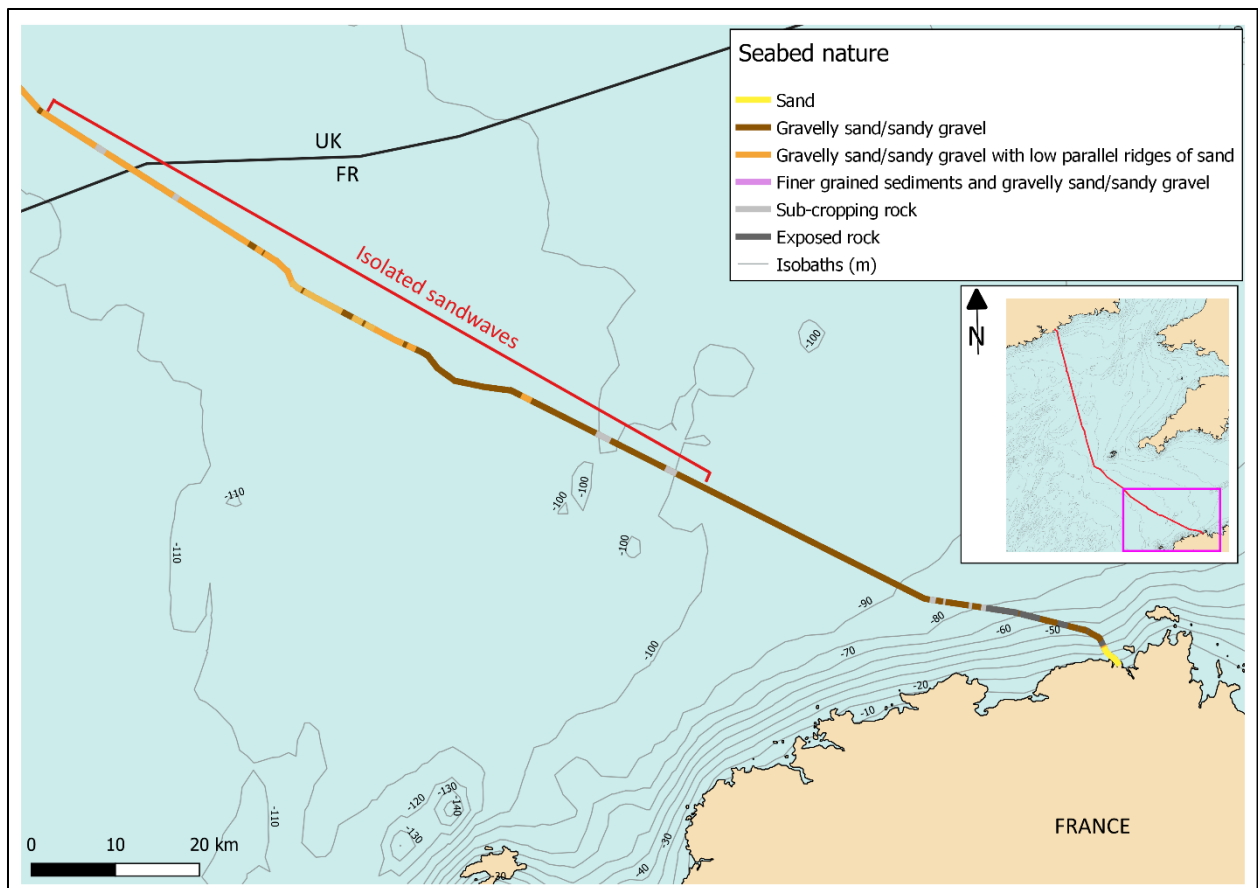 Seabed nature
Sand
Gravelly sand/sandy gravel
Gravelly sand/sandy gravel with low parallel ridges of sand
Finer grained sediments and gravelly sand/sandy gravel
Sub-cropping rock
Exposed rock
Isobaths (m)
UK
FR
Isolated sandwaves
N
-100
-110
-100
-100
-100
-110
-90
-80
-60
-50
-100
-70
-20
-10
-120
-130
-140
-110
-130
-30
-40
-30
FRANCE
0 10 20 km